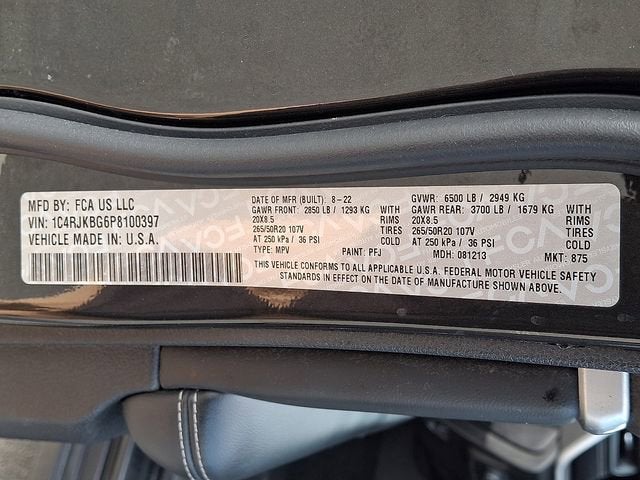 MFD BY: FCA US LLC
VIN: 1C4RJKBG6P8100397
VEHICLE MADE IN: U.S.A.
DATE OF MFR (BUILT): 8-22
GAWR FRONT: 2850 LB / 1293 KG WITH
20X8.5 RIMS
265/50R20 107V TIRES
AT 250 kPa / 36 PSI COLD
TYPE: MPV PAINT: PFJ
GVWR: 6500 LB / 2949 KG
GAWR REAR: 3700 LB / 1679 KG WITH
20X8.5 RIMS
265/50R20 107V TIRES
AT 250 kPa / 36 PSI COLD
MDH: 081213 MKT: 875
THIS VEHICLE CONFORMS TO ALL APPLICABLE U.S.A. FEDERAL MOTOR VEHICLE SAFETY
STANDARDS IN EFFECT ON THE DATE OF MANUFACTURE SHOWN ABOVE.